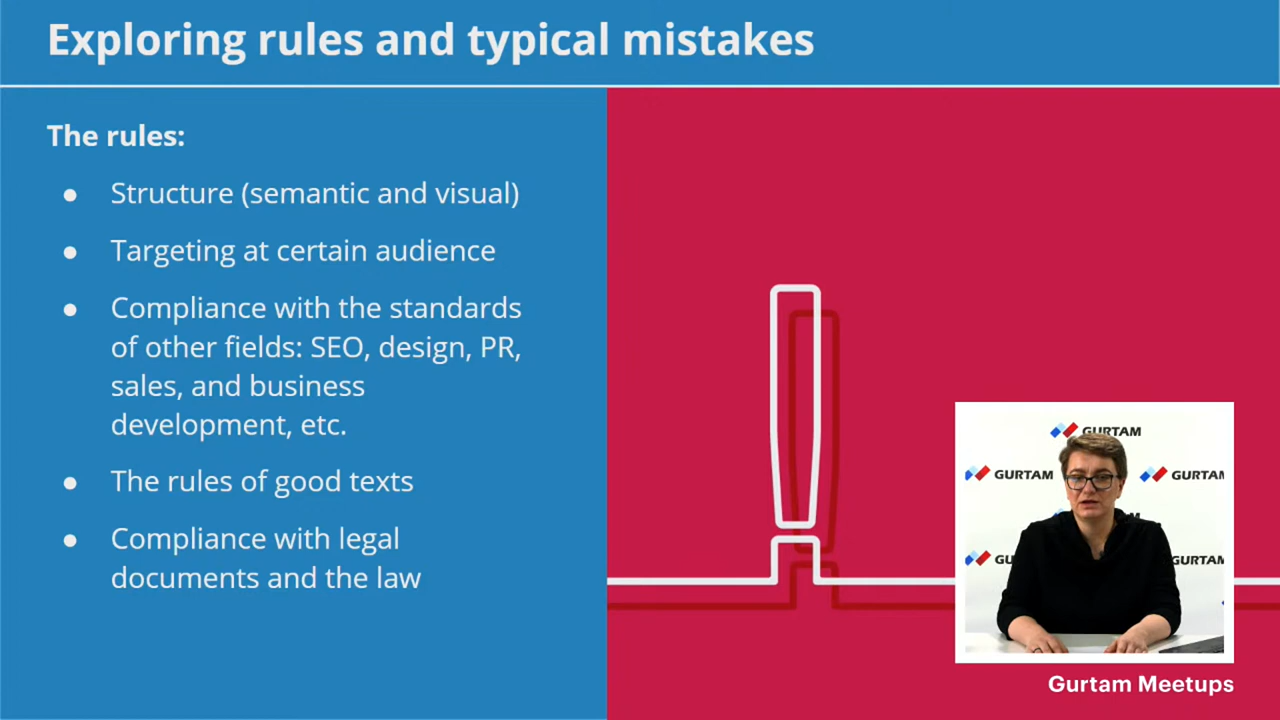 Exploring rules and typical mistakes
The rules:
● Structure (semantic and visual)
● Targeting at certain audience
● Compliance with the standards
of other fields: SEO, design, PR,
sales, and business
development, etc.
● The rules of good texts
● Compliance with legal
documents and the law
GURTAM
GURTAM
GURTAM
GURTAM
Gurtam Meetups